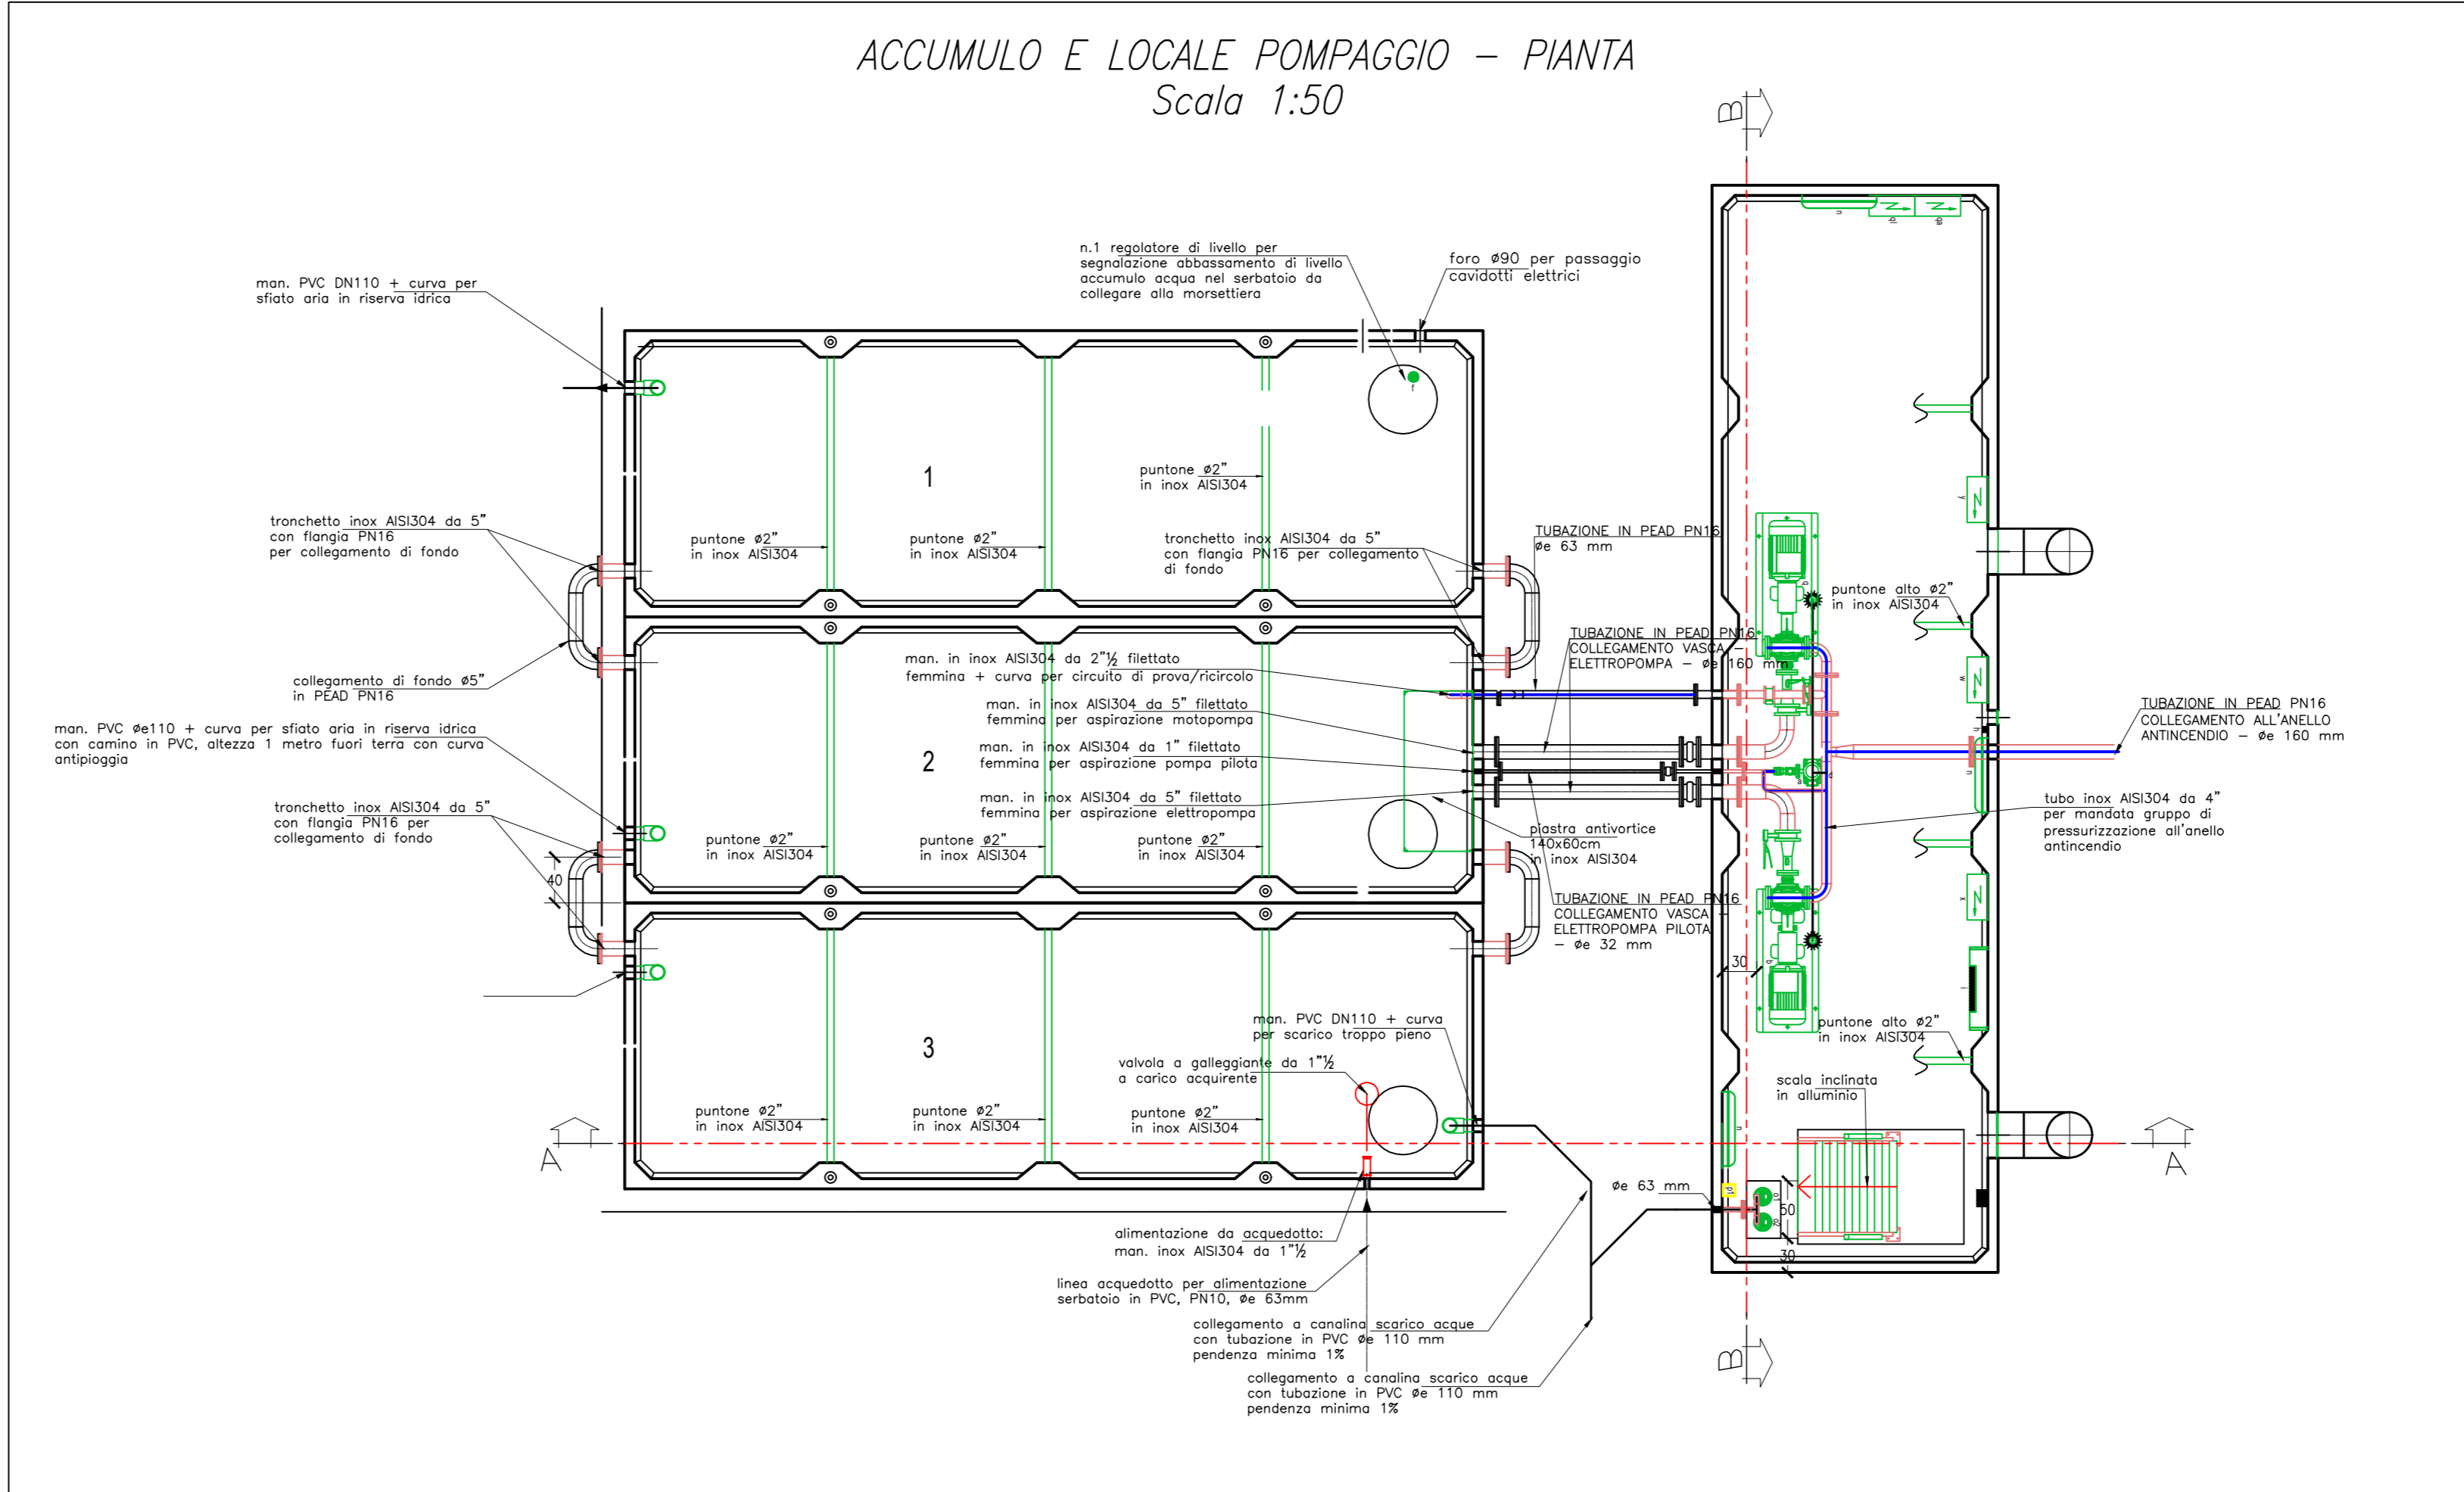 ACCUMULO E LOCALE POMPAGGIO – PIANTA
Scala 1:50
B
n.1 regolatore di livello per
segnalazione abbassamento di livello
accumulo acqua nel serbatoio da
collegare alla morsettiera
foro ø90 per passaggio
cavidotti elettrici
man. PVC DN110 + curva per
sfiato aria in riserva idrica
n
ql
qa
f
1
puntone ø2"
in inox AISI304
tronchetto inox AISI304 da 5"
con flangia PN16
per collegamento di fondo
puntone ø2"
in inox AISI304
puntone ø2"
in inox AISI304
tronchetto inox AISI304 da 5"
con flangia PN16 per collegamento
di fondo
TUBAZIONE IN PEAD PN16
øe 63 mm
y
puntone alto ø2"
in inox AISI304
TUBAZIONE IN PEAD PN16
COLLEGAMENTO VASCA –
ELETTROPOMPA – øe 160 mm
man. in inox AISI304 da 2"½ filettato
femmina + curva per circuito di prova/ricircolo
collegamento di fondo ø5"
in PEAD PN16
w
man. in inox AISI304 da 5" filettato
femmina per aspirazione motopompa
TUBAZIONE IN PEAD PN16
COLLEGAMENTO ALL'ANELLO
ANTINCENDIO – øe 160 mm
man. PVC øe110 + curva per sfiato aria in riserva idrica
con camino in PVC, altezza 1 metro fuori terra con curva
antipioggia
h
2
man. in inox AISI304 da 1" filettato
femmina per aspirazione pompa pilota
n
man. in inox AISI304 da 5" filettato
femmina per aspirazione elettropompa
tronchetto inox AISI304 da 5"
con flangia PN16 per
collegamento di fondo
tubo inox AISI304 da 4"
per mandata gruppo di
pressurizzazione all'anello
antincendio
piastra antivortice
140x60cm
in inox AISI304
puntone ø2"
in inox AISI304
puntone ø2"
in inox AISI304
puntone ø2"
in inox AISI304
40
TUBAZIONE IN PEAD PN16
COLLEGAMENTO VASCA –
ELETTROPOMPA PILOTA
– øe 32 mm
x
30
b
i
man. PVC DN110 + curva
per scarico troppo pieno
puntone alto ø2"
in inox AISI304
3
valvola a galleggiante da 1"½
a carico acquirente
scala inclinata
in alluminio
puntone ø2"
in inox AISI304
puntone ø2"
in inox AISI304
puntone ø2"
in inox AISI304
n
A
A
øe 63 mm
p1
o1
o2
50
30
alimentazione da acquedotto:
man. inox AISI304 da 1"½
linea acquedotto per alimentazione
serbatoio in PVC, PN10, øe 63mm
collegamento a canalina scarico acque
con tubazione in PVC øe 110 mm
pendenza minima 1%
B
collegamento a canalina scarico acque
con tubazione in PVC øe 110 mm
pendenza minima 1%